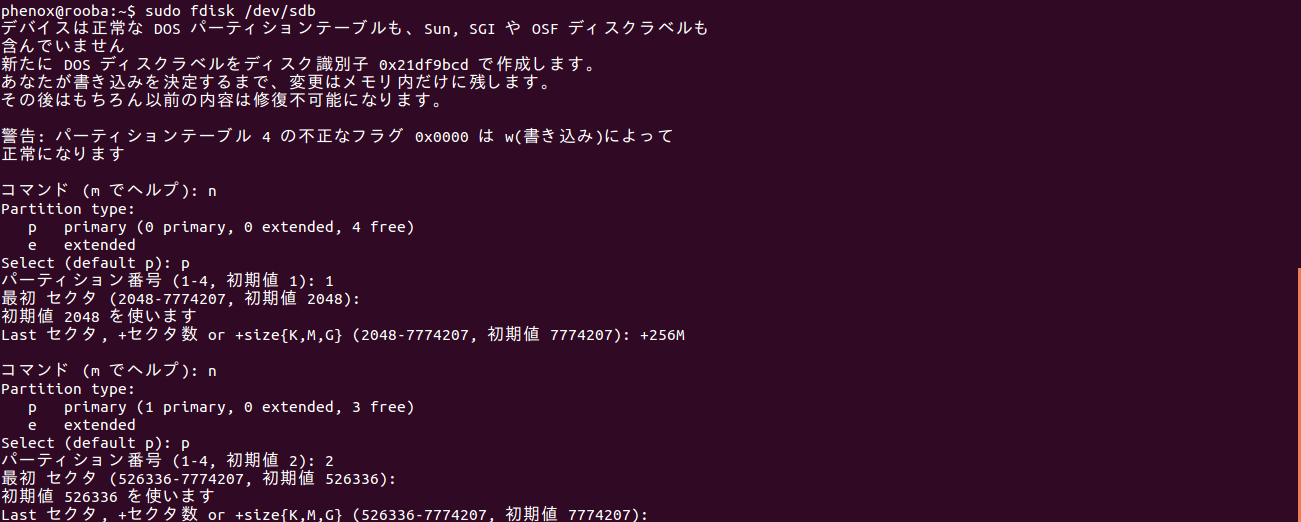 phenox@rooba:~$ sudo fdisk /dev/sdb
デバイスは正常な DOS パーティションテーブルも、Sun, SGI や OSF ディスクラベルも
含んでいません
新たに DOS ディスクラベルをディスク識別子 0x21df9bcd で作成します。
あなたが書き込みを決定するまで、変更はメモリ内だけに残します。
その後はもちろん以前の内容は修復不可能になります。
警告: パーティションテーブル 4 の不正なフラグ 0x0000 は w(書き込み)によって
正常になります
コマンド (m でヘルプ): n
Partition type:
   p   primary (0 primary, 0 extended, 4 free)
   e   extended
Select (default p): p
パーティション番号 (1-4, 初期値 1): 1
最初 セクタ (2048-7774207, 初期値 2048):
初期値 2048 を使います
Last セクタ, +セクタ数 or +size{K,M,G} (2048-7774207, 初期値 7774207): +256M
コマンド (m でヘルプ): n
Partition type:
   p   primary (1 primary, 0 extended, 3 free)
   e   extended
Select (default p): p
パーティション番号 (1-4, 初期値 2): 2
最初 セクタ (526336-7774207, 初期値 526336):
初期値 526336 を使います
Last セクタ, +セクタ数 or +size{K,M,G} (526336-7774207, 初期値 7774207):